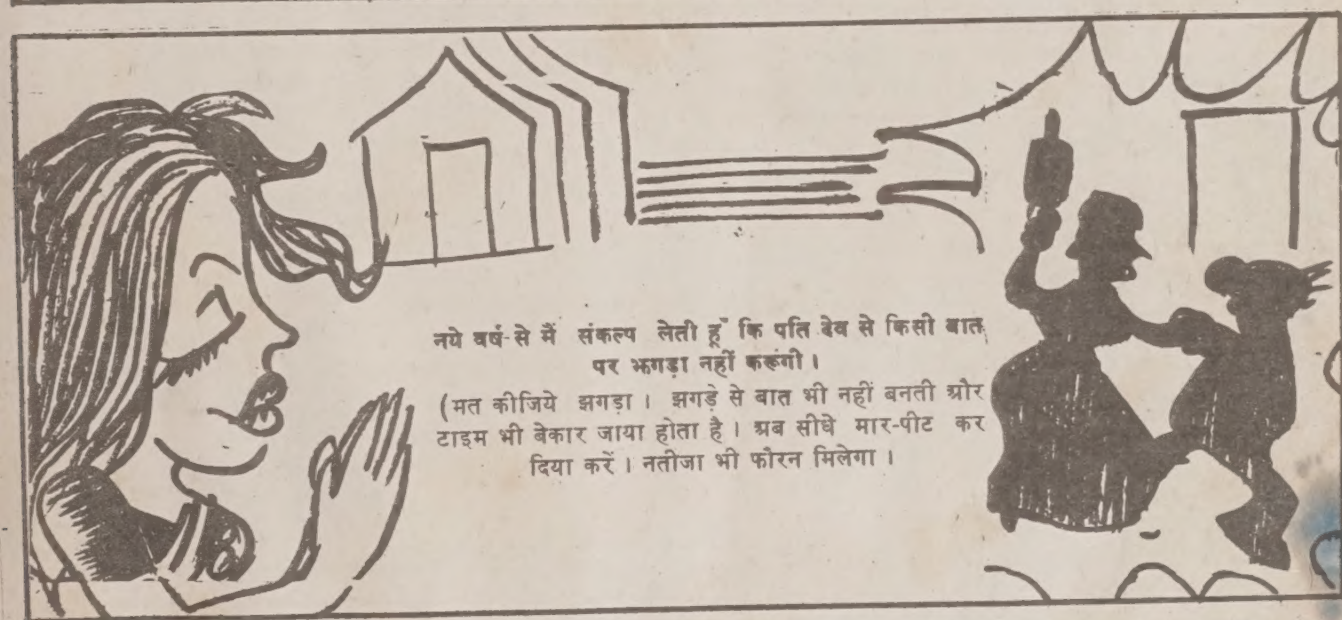 नये वर्ष से मैं संकल्प लेती हूँ कि पति देव से किसी बात
पर झगड़ा नहीं करूंगी ।
(मत कीजिये झगड़ा । झगड़े से बात भी नहीं बनती और
टाइम भी बेकार जाया होता है । अब सीधे मार-पीट कर
दिया करें । नतीजा भी फौरन मिलेगा ।